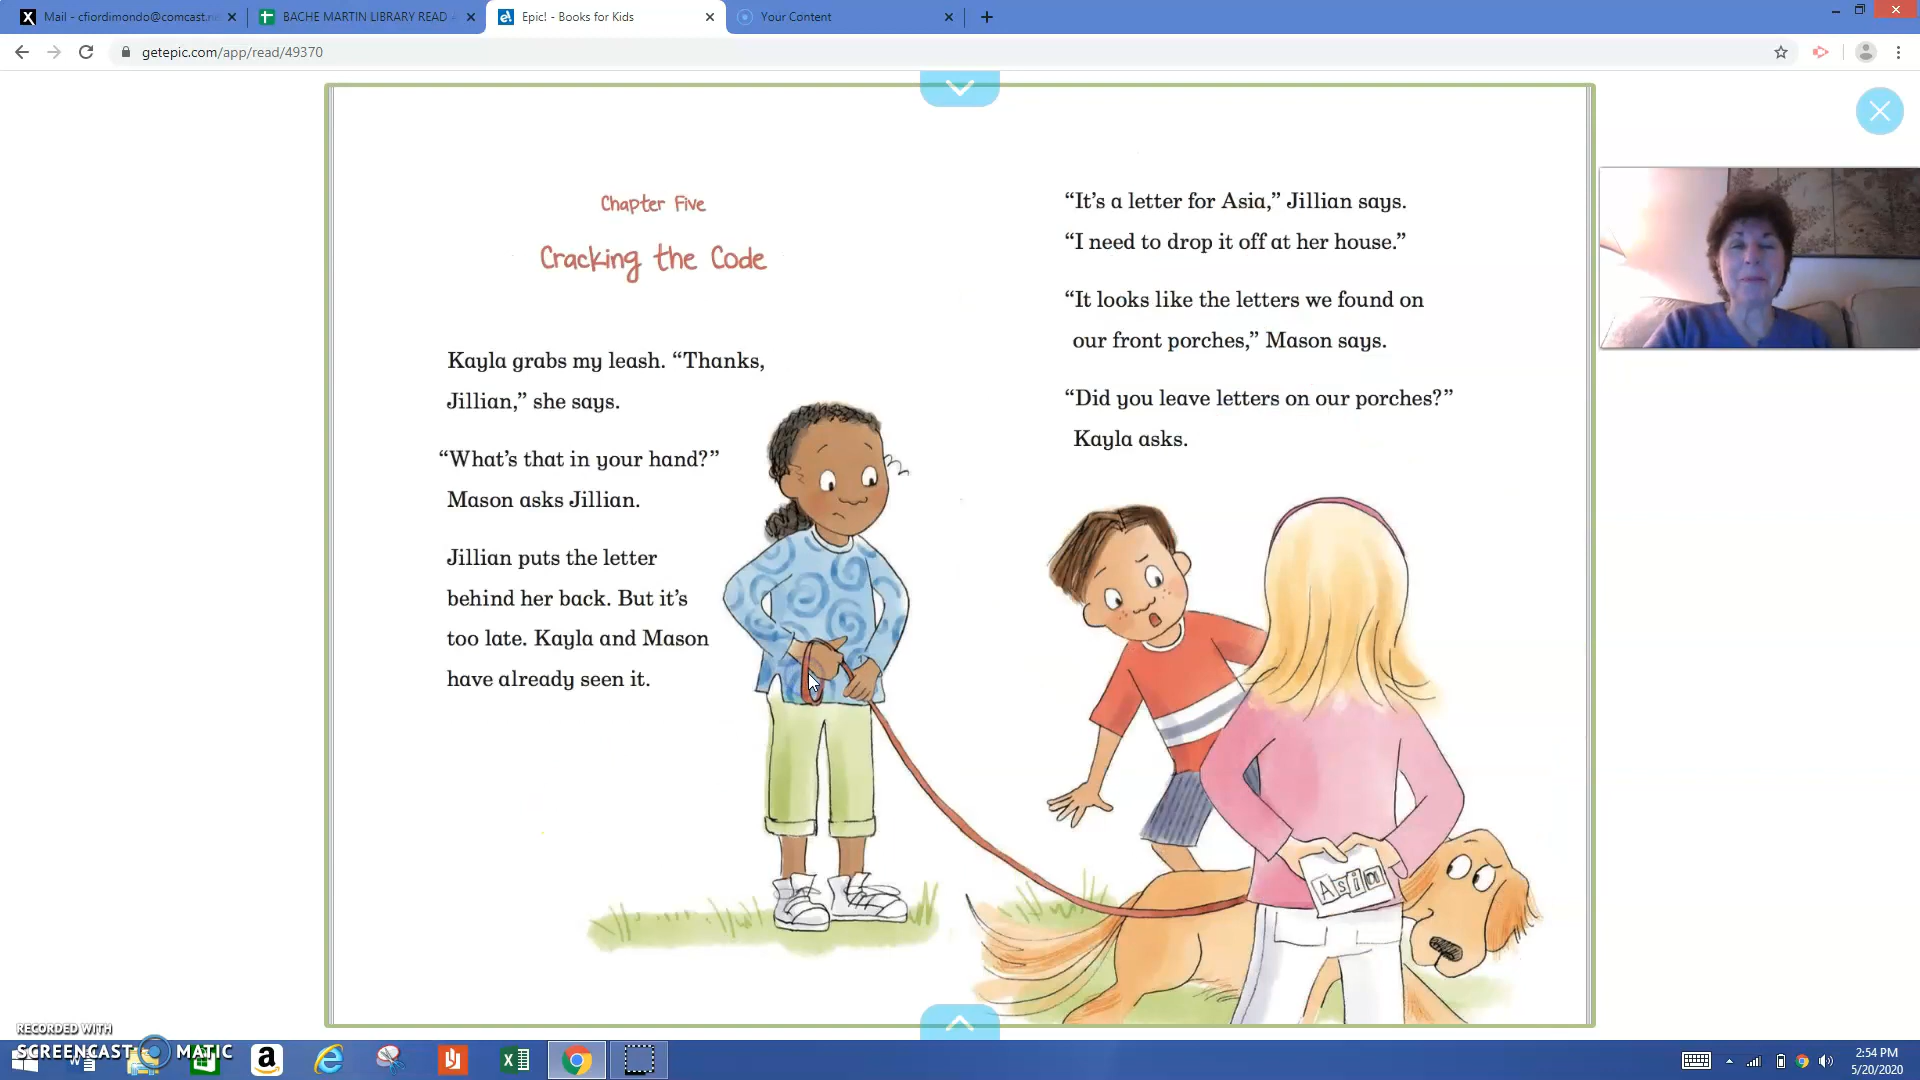 Mail - cfiordimondo@comcast.ne
BACHE MARTIN LIBRARY READ
Epic! - Books for Kids
Your Content
getepic.com/app/read/49370
Chapter Five
Cracking the Code
Kayla grabs my leash. “Thanks,
Jillian,” she says.
“What’s that in your hand?”
Mason asks Jillian.
Jillian puts the letter
behind her back. But it’s
too late. Kayla and Mason
have already seen it.
“It’s a letter for Asia,” Jillian says.
“I need to drop it off at her house.”
“It looks like the letters we found on
our front porches,” Mason says.
“Did you leave letters on our porches?”
Kayla asks.
Asia
RECORDED WITH
SCREENCAST MATIC
2:54 PM
5/20/2020